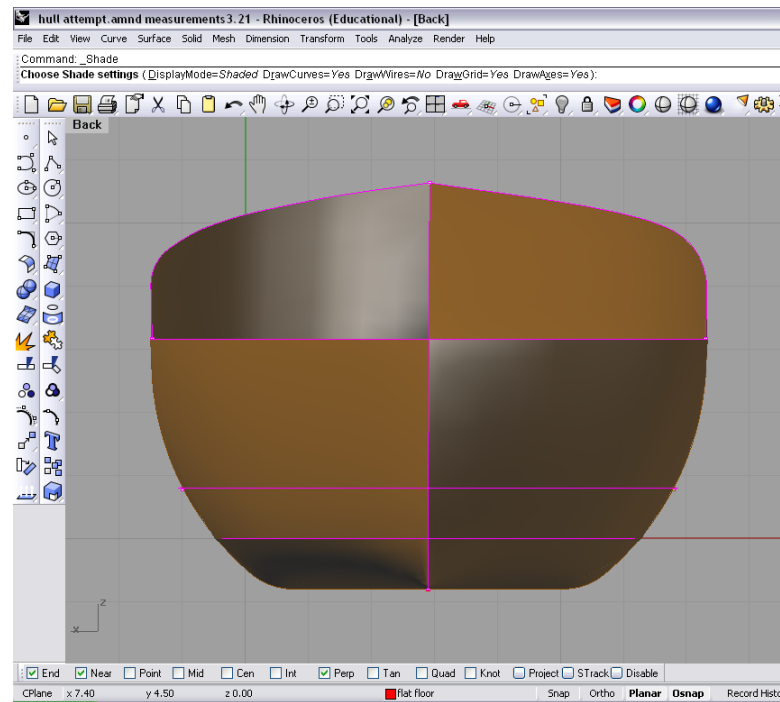 hull attempt.amnd measurements3.21 - Rhinoceros (Educational) - [Back]
File Edit View Curve Surface Solid Mesh Dimension Transform Tools Analyze Render Help
Command: _Shade
Choose Shade settings ( DisplayMode=Shaded DrawCurves=Yes DrawWires=No DrawGrid=Yes DrawAxes=Yes):
Back
z
x
End Near Point Mid Cen Int Perp Tan Quad Knot Project STrack Disable
CPlane x 7.40 y 4.50 z 0.00 flat floor Snap Ortho Planar Osnap Record Histo